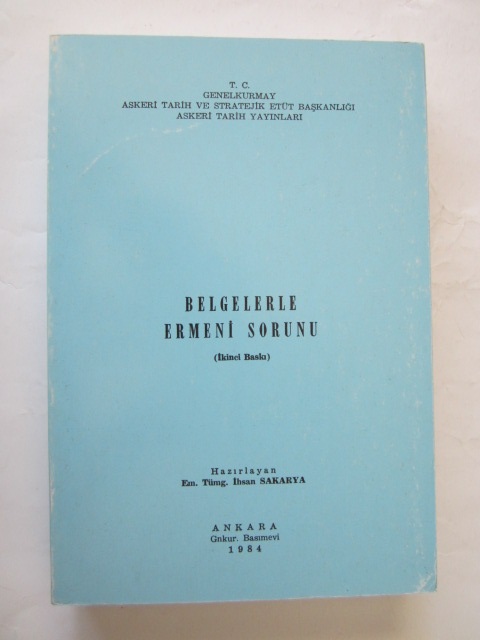 T. C.
GENELKURMAY
ASKERİ TARİH VE STRATEJİK ETÜT BAŞKANLIĞI
ASKERİ TARİH YAYINLARI
BELGELERLE
ERMENİ SORUNU
(İkinci Baskı)
Hazırlayan
Em. Tümg. İhsan SAKARYA
ANKARA
Gnkur. Basımevi
1984